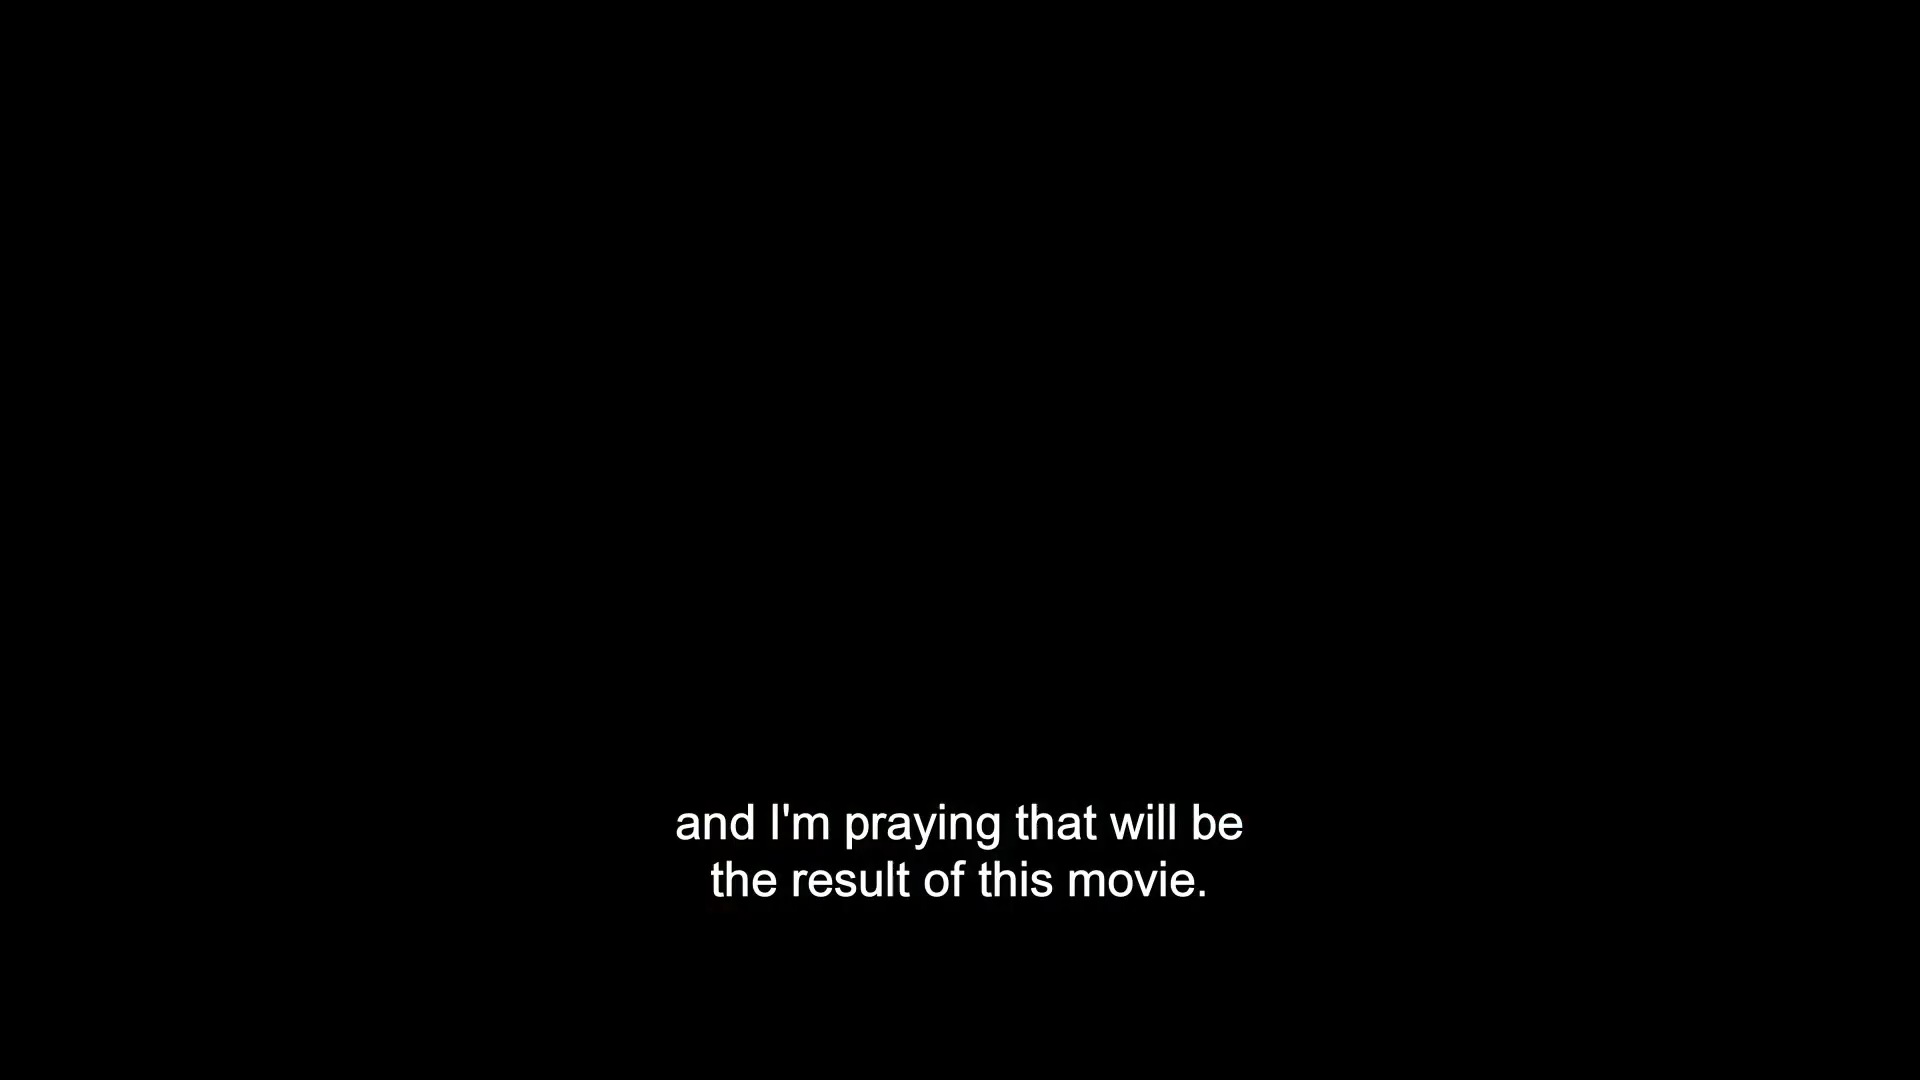 and I'm praying that will be
the result of this movie.